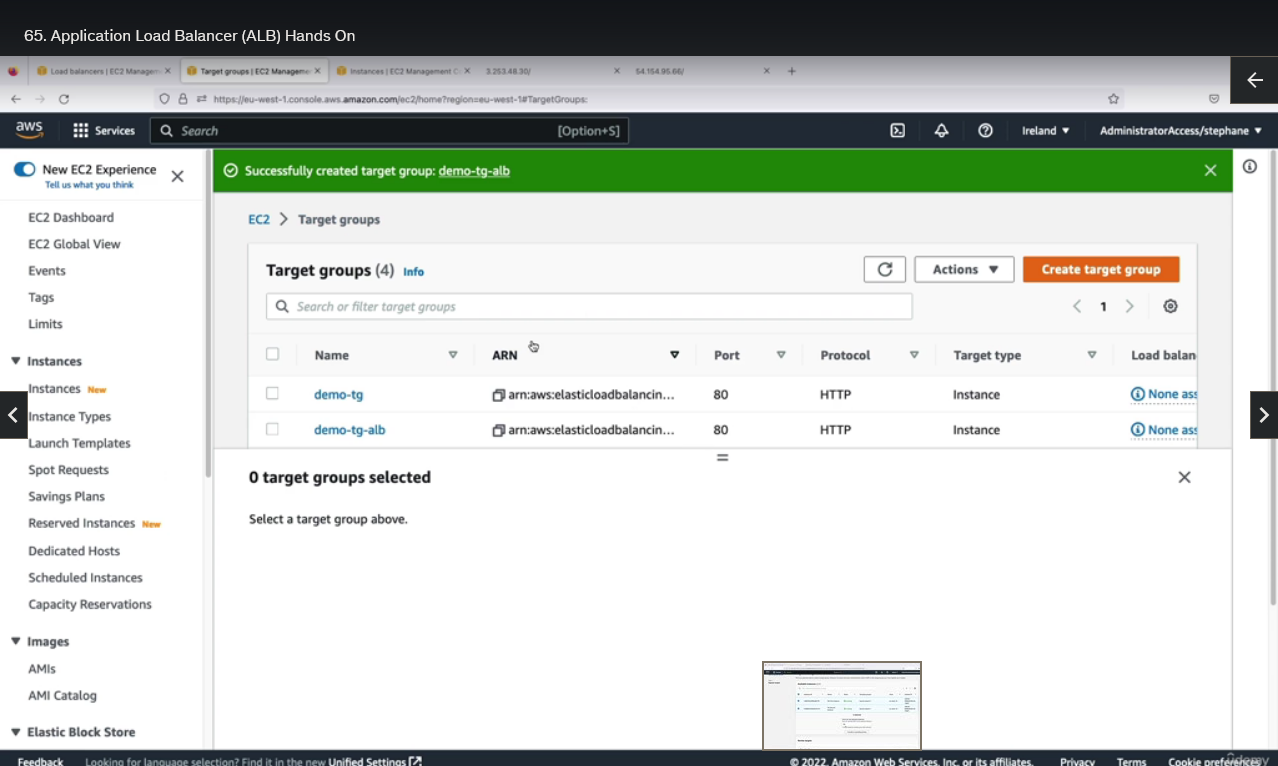 65. Application Load Balancer (ALB) Hands On
Load balancers | EC2 Managem
Target groups | EC2 Manageme
Instances | EC2 Management C
3.253.48.30/
54.154.95.66/
https://eu-west-1.console.aws.amazon.com/ec2/home?region=eu-west-1#TargetGroups:
aws
Services
Search
[Option+S]
Ireland
AdministratorAccess/stephane
New EC2 Experience
Tell us what you think
EC2 Dashboard
EC2 Global View
Events
Tags
Limits
Instances
Instances New
Instance Types
Launch Templates
Spot Requests
Savings Plans
Reserved Instances New
Dedicated Hosts
Scheduled Instances
Capacity Reservations
Images
AMIs
AMI Catalog
Elastic Block Store
Successfully created target group: demo-tg-alb
EC2 > Target groups
Target groups (4) Info
Actions
Create target group
Search or filter target groups
1
Name ARN Port Protocol Target type Load balan
demo-tg arn:aws:elasticloadbalancin... 80 HTTP Instance None ass
demo-tg-alb arn:aws:elasticloadbalancin... 80 HTTP Instance None ass
0 target groups selected
Select a target group above.
Feedback
Looking for language selection? Find it in the new Unified Settings
© 2022, Amazon Web Services, Inc. or its affiliates.
Privacy
Terms
Cookie preferences
ûdemy